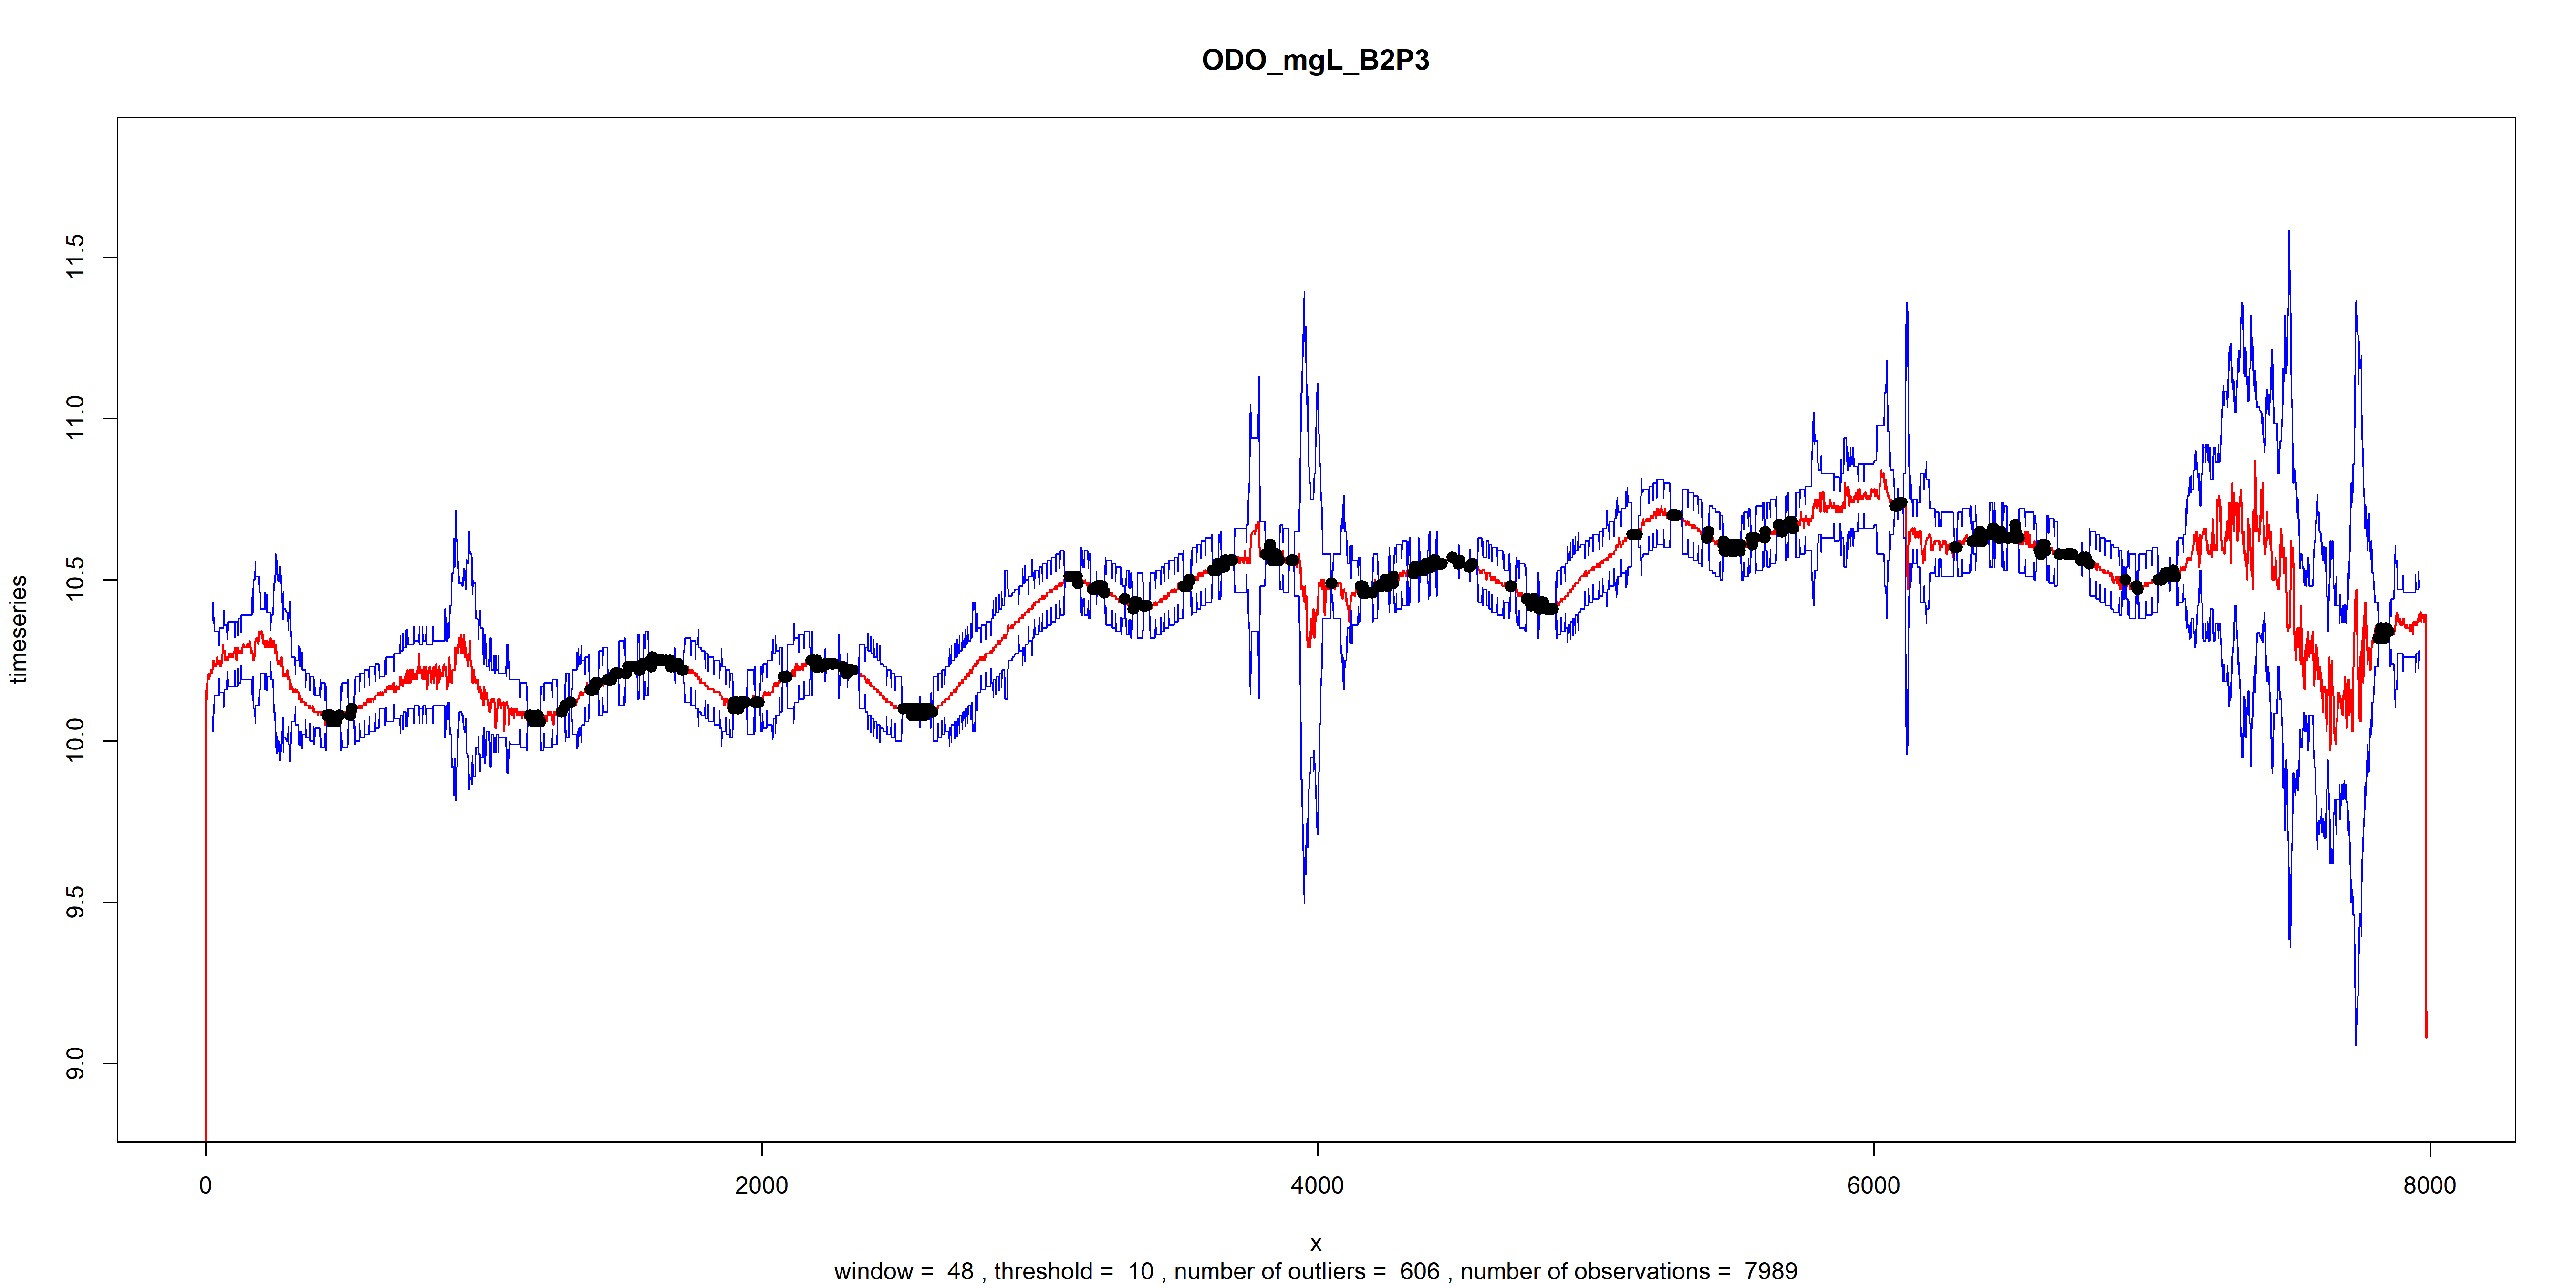 ODO_mgL_B2P3
timeseries
11.5
11.0
10.5
10.0
9.5
9.0
0 2000 4000 6000 8000
x
window = 48 , threshold = 10 , number of outliers = 606 , number of observations = 7989